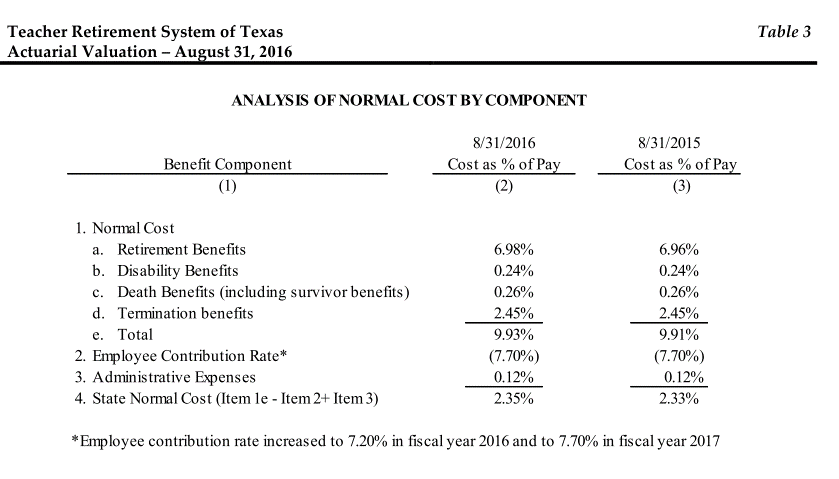 Teacher Retirement System of Texas Table 3
Actuarial Valuation – August 31, 2016
ANALYSIS OF NORMAL COST BY COMPONENT
8/31/2016 8/31/2015
Benefit Component Cost as % of Pay Cost as % of Pay
(1) (2) (3)
1. Normal Cost
a. Retirement Benefits 6.98% 6.96%
b. Disability Benefits 0.24% 0.24%
c. Death Benefits (including survivor benefits) 0.26% 0.26%
d. Termination benefits 2.45% 2.45%
e. Total 9.93% 9.91%
2. Employee Contribution Rate* (7.70%) (7.70%)
3. Administrative Expenses 0.12% 0.12%
4. State Normal Cost (Item 1e - Item 2+ Item 3) 2.35% 2.33%
*Employee contribution rate increased to 7.20% in fiscal year 2016 and to 7.70% in fiscal year 2017